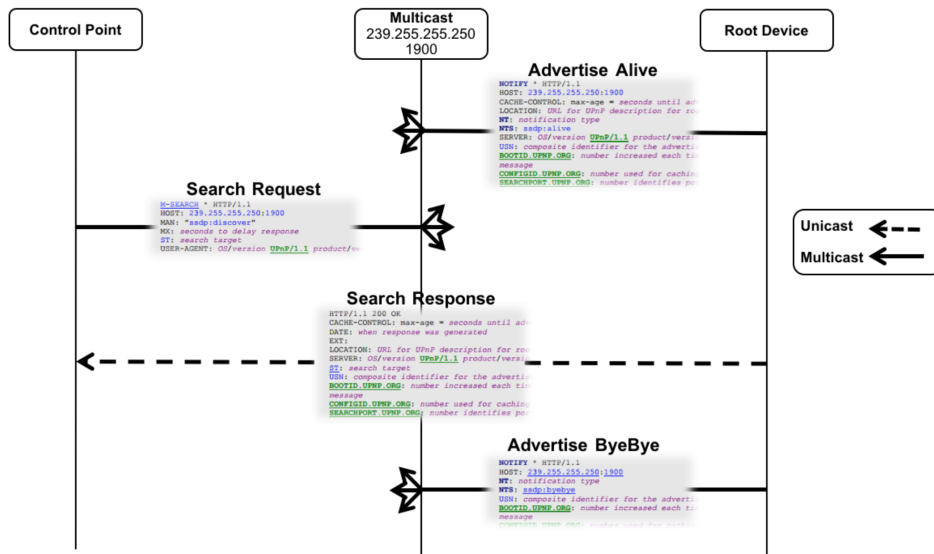 Control Point
Multicast
239.255.255.250
1900
Root Device
Advertise Alive
NOTIFY * HTTP/1.1
HOST: 239.255.255.250:1900
CACHE-CONTROL: max-age = seconds until
LOCATION: URL for UPnP description for
NT: notification type
NTS: ssdp:alive
SERVER: OS/version UPnP/1.1
USN: composite identifier for the
BOOTID.UPNP.ORG: number increased each
message
CONFIGID.UPNP.ORG: number used for caching
SEARCHPORT.UPNP.ORG: number identifies
Search Request
M-SEARCH * HTTP/1.1
HOST: 239.255.255.250:1900
MAN: "ssdp:discover"
MX: seconds to delay response
ST: search target
USER-AGENT: OS/version UPnP/1.1
Unicast
Multicast
Search Response
HTTP/1.1 200 OK
CACHE-CONTROL: max-age = seconds until
DATE: when response was generated
EXT:
LOCATION: URL for UPnP description for
SERVER: OS/version UPnP/1.1
ST: search target
USN: composite identifier for the
BOOTID.UPNP.ORG: number increased each
message
CONFIGID.UPNP.ORG: number used for caching
SEARCHPORT.UPNP.ORG: number identifies
Advertise ByeBye
NOTIFY * HTTP/1.1
HOST: 239.255.255.250:1900
NT: notification type
NTS: ssdp:byebye
USN: composite identifier for the
BOOTID.UPNP.ORG: number increased each
message